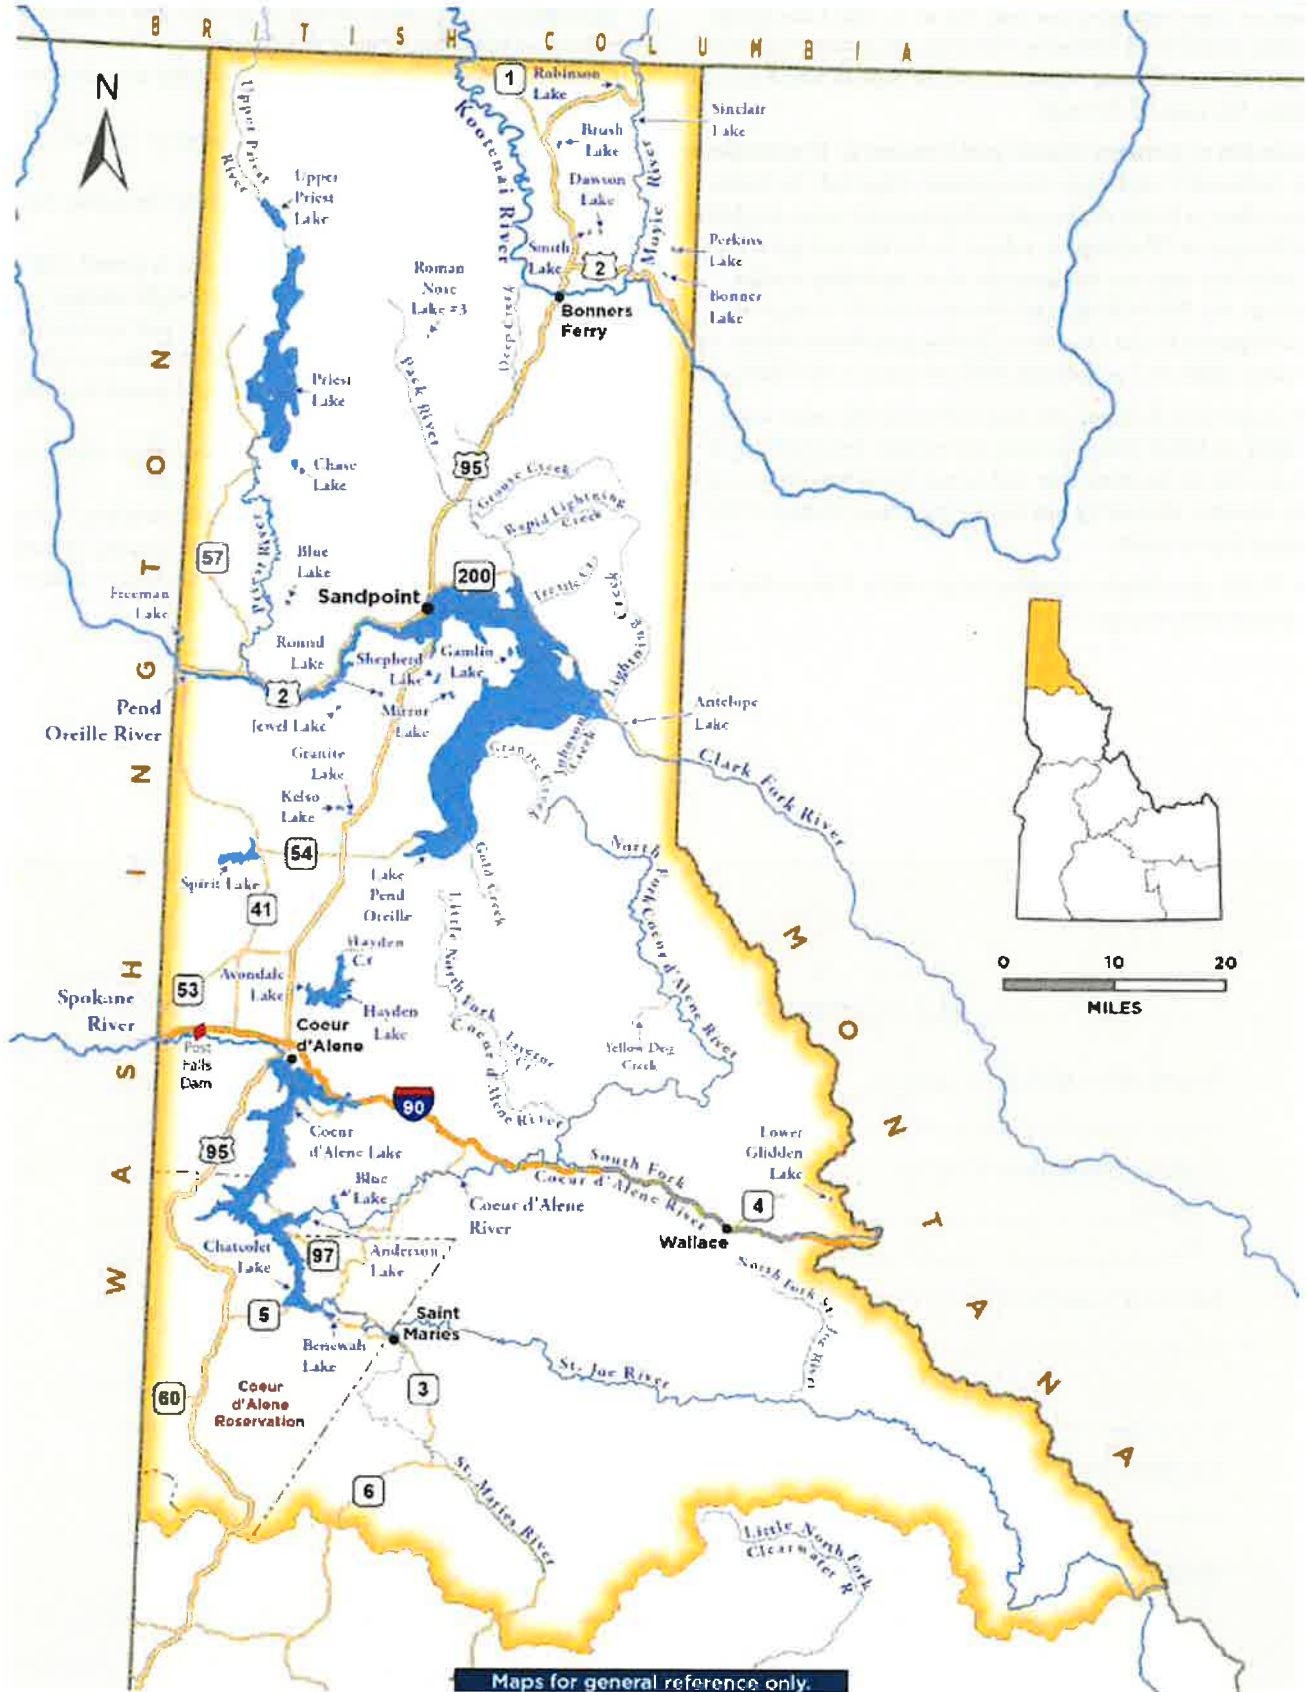 BRITISH COLUMBIA
N
1
Robinson
Lake
Sinclair
Lake
Upper Priest
River
Kootenai River
Brush
Lake
Moyie River
Dawson
Lake
Upper
Priest
Lake
Smith
Lake
2
Perkins
Lake
Roman
Nose
Lake #3
Bonner
Lake
Bonners
Ferry
Deep Creek
Pack River
Priest
Lake
95
Chase
Lake
Grouse Creek
Rapid Lightning
Creek
Priest River
57
Blue
Lake
200
Trestle Cr
Sandpoint
Freeman
Lake
Lightning Creek
Round
Lake
Shepherd
Lake
Gamlin
Lake
2
Mirror
Lake
Jewel Lake
Pend
Oreille River
Antelope
Lake
Johnson
Creek
Granite Cr
Clark Fork River
Granite
Lake
Kelso
Lake
54
Spirit Lake
Lake
Pend
Oreille
Gold Creek
North Fork Coeur d'Alene River
41
Little North Fork
Coeur d'Alene River
Hayden
Cr
Avondale
Lake
53
Hayden
Lake
Spokane
River
Coeur
d'Alene
Post
Falls
Dam
Yellow Dog
Creek
90
95
Coeur
d'Alene Lake
Lower
Glidden
Lake
South Fork
Coeur d'Alene River
Blue
Lake
Coeur d'Alene
River
4
Wallace
Chatcolet
Lake
97
Anderson
Lake
North Fork St. Joe River
5
Saint
Maries
Benewah
Lake
St. Joe River
60
Coeur
d'Alene
Reservation
3
6
St. Maries River
Little North Fork
Clearwater R
WASHINGTON
MONTANA
0 10 20
MILES
Maps for general reference only.